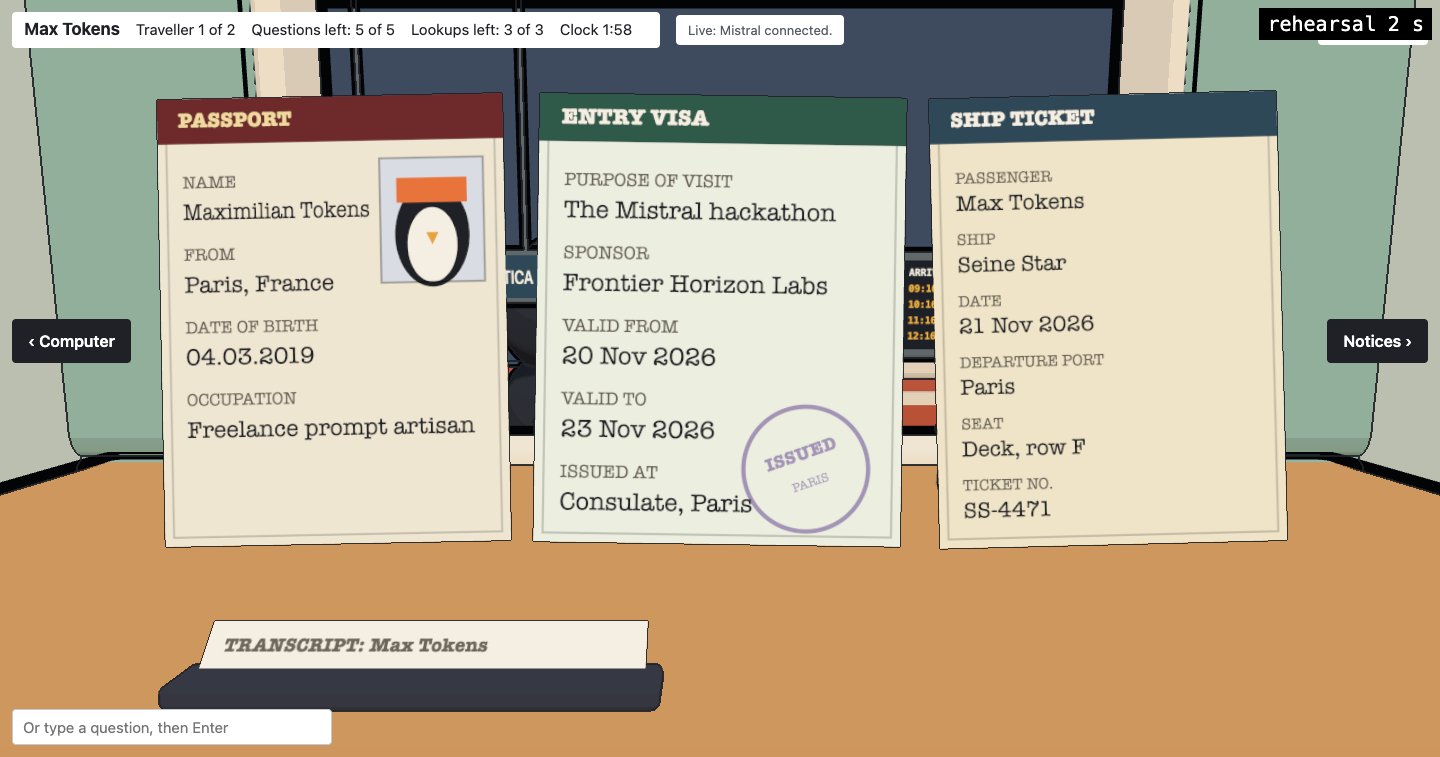 Max Tokens Traveller 1 of 2 Questions left: 5 of 5 Lookups left: 3 of 3 Clock 1:58
Live: Mistral connected.
rehearsal 2 s
PASSPORT
NAME
Maximilian Tokens
FROM
Paris, France
DATE OF BIRTH
04.03.2019
OCCUPATION
Freelance prompt artisan
ENTRY VISA
PURPOSE OF VISIT
The Mistral hackathon
SPONSOR
Frontier Horizon Labs
VALID FROM
20 Nov 2026
VALID TO
23 Nov 2026
ISSUED AT
Consulate, Paris
ISSUED
PARIS
SHIP TICKET
PASSENGER
Max Tokens
SHIP
Seine Star
DATE
21 Nov 2026
DEPARTURE PORT
Paris
SEAT
Deck, row F
TICKET NO.
SS-4471
‹ Computer
Notices ›
TRANSCRIPT: Max Tokens
Or type a question, then Enter